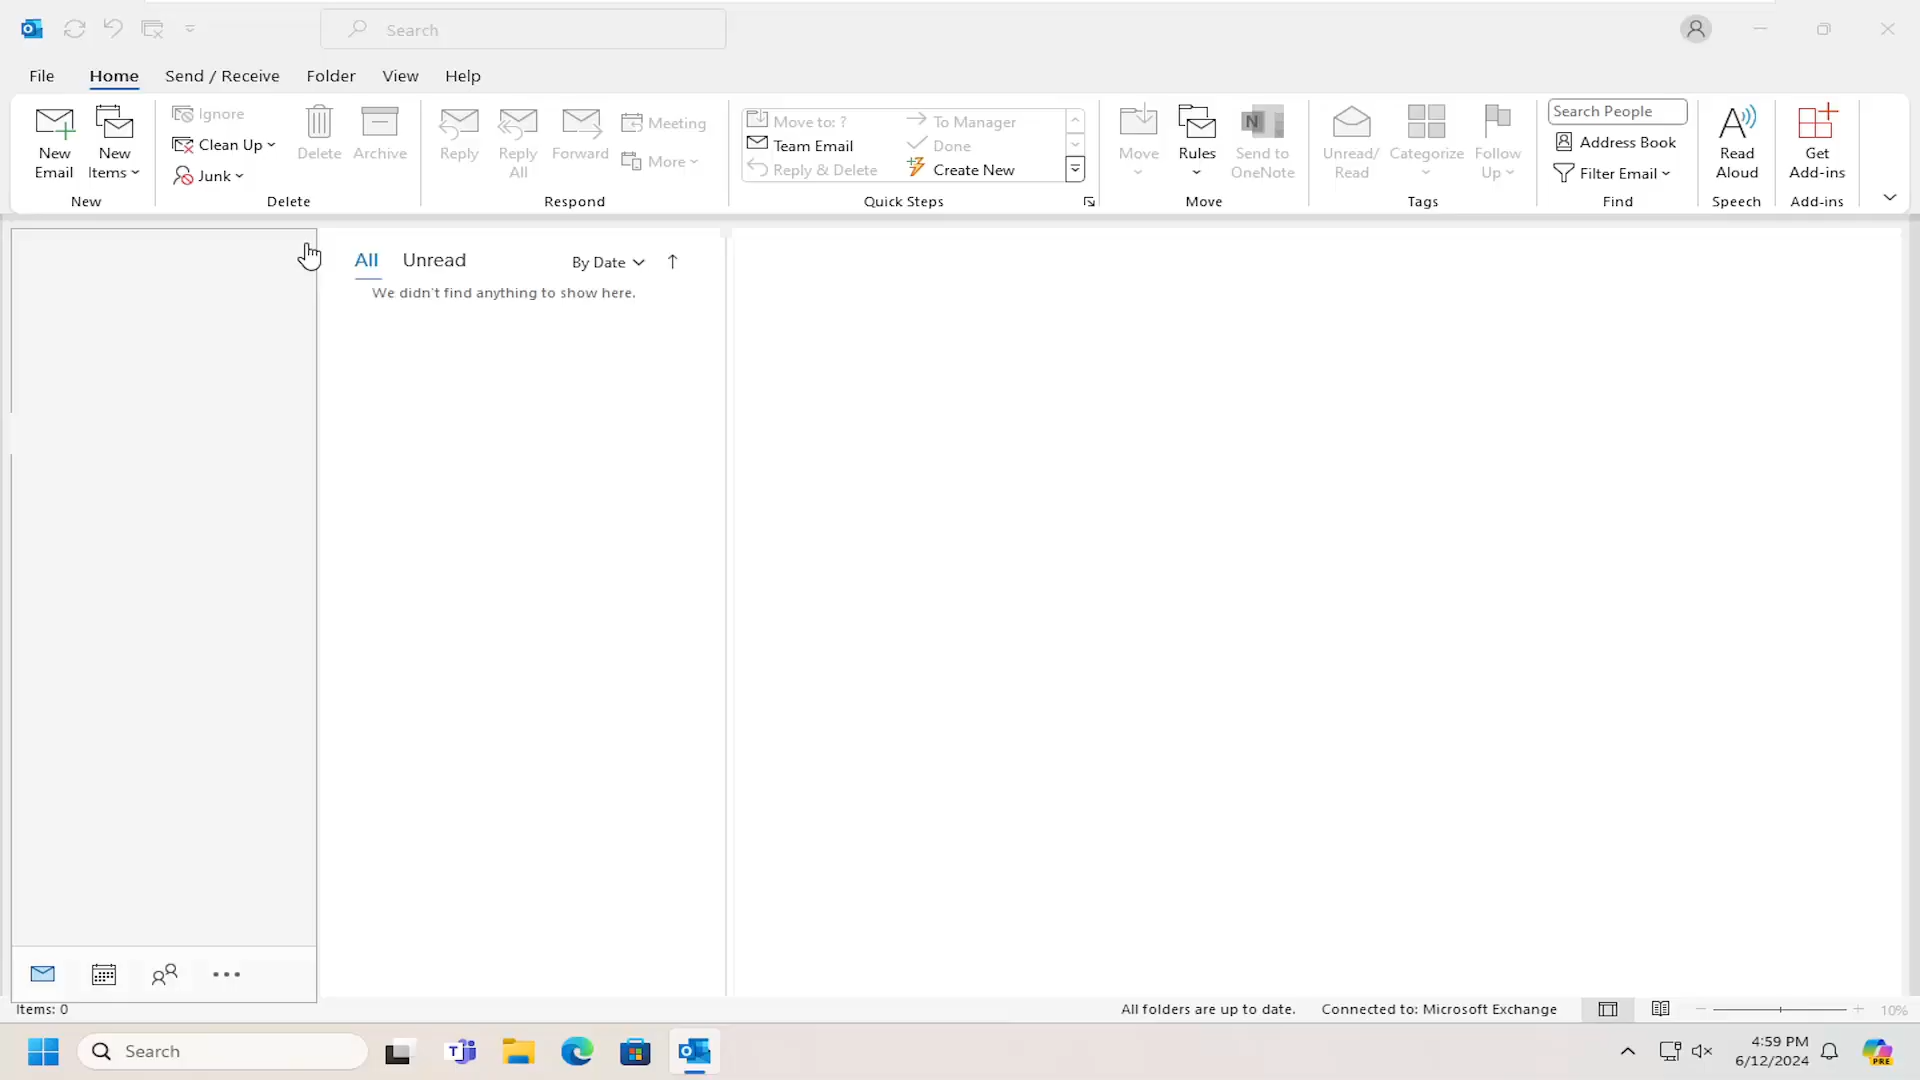 Search
File Home Send / Receive Folder View Help
New Email
New Items
New
Ignore
Clean Up
Junk
Delete
Archive
Delete
Reply
Reply All
Forward
Meeting
More
Respond
Move to: ?
Team Email
Reply & Delete
To Manager
Done
Create New
Quick Steps
Move
Rules
Send to OneNote
Move
Unread/ Read
Categorize
Follow Up
Tags
Search People
Address Book
Filter Email
Find
Read Aloud
Speech
Get Add-ins
Add-ins
All Unread By Date
We didn't find anything to show here.
Items: 0
All folders are up to date. Connected to: Microsoft Exchange 10%
Search
4:59 PM
6/12/2024
PRE